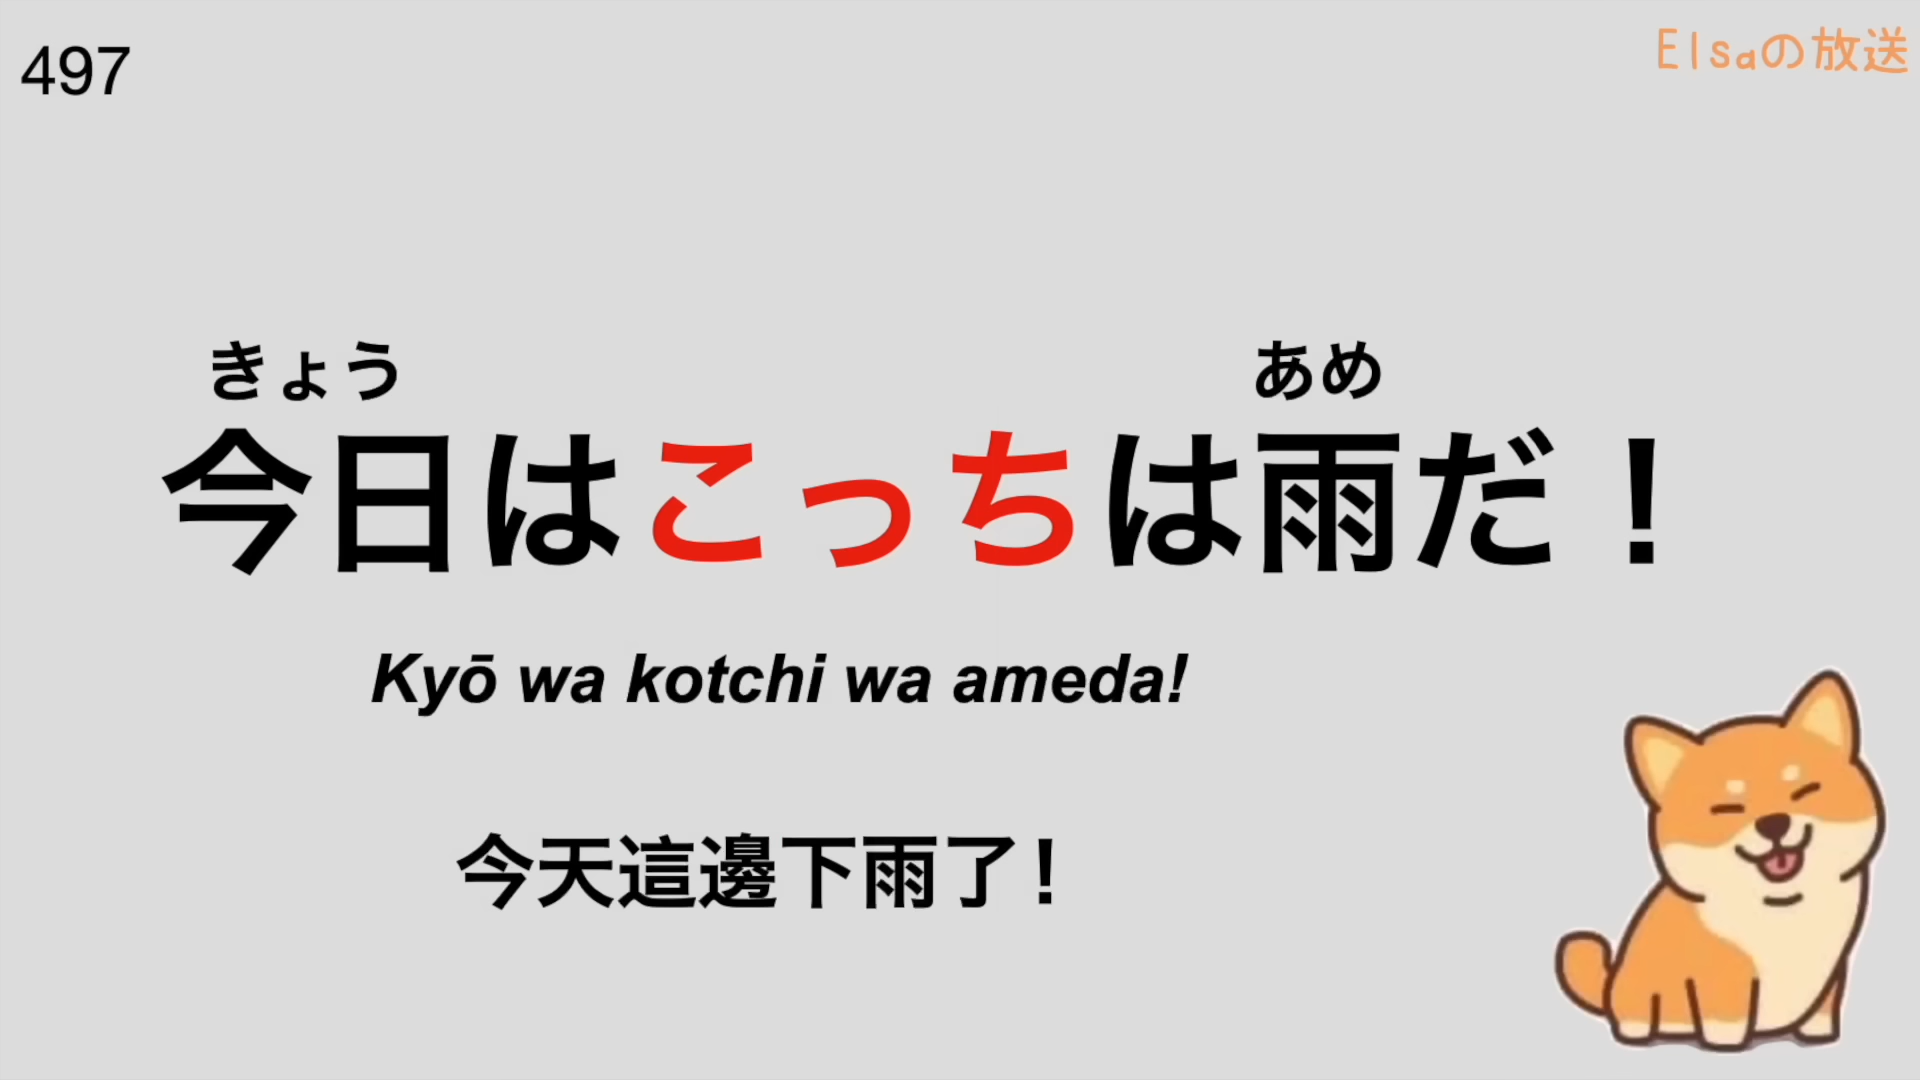 497
Elsaの放送
きょう あめ
今日はこっちは雨だ！
Kyō wa kotchi wa ameda!
今天這邊下雨了！